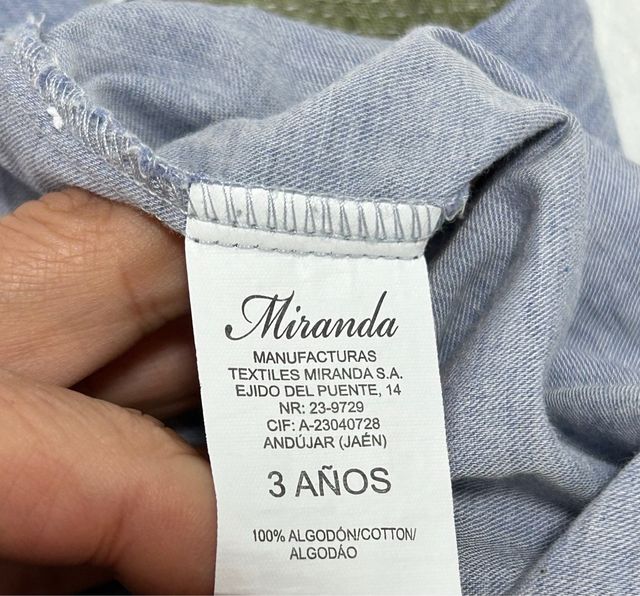 Miranda
MANUFACTURAS
TEXTILES MIRANDA S.A.
EJIDO DEL PUENTE, 14
NR: 23-9729
CIF: A-23040728
ANDÚJAR (JAÉN)
3 AÑOS
100% ALGODÓN/COTTON/
ALGODÁO